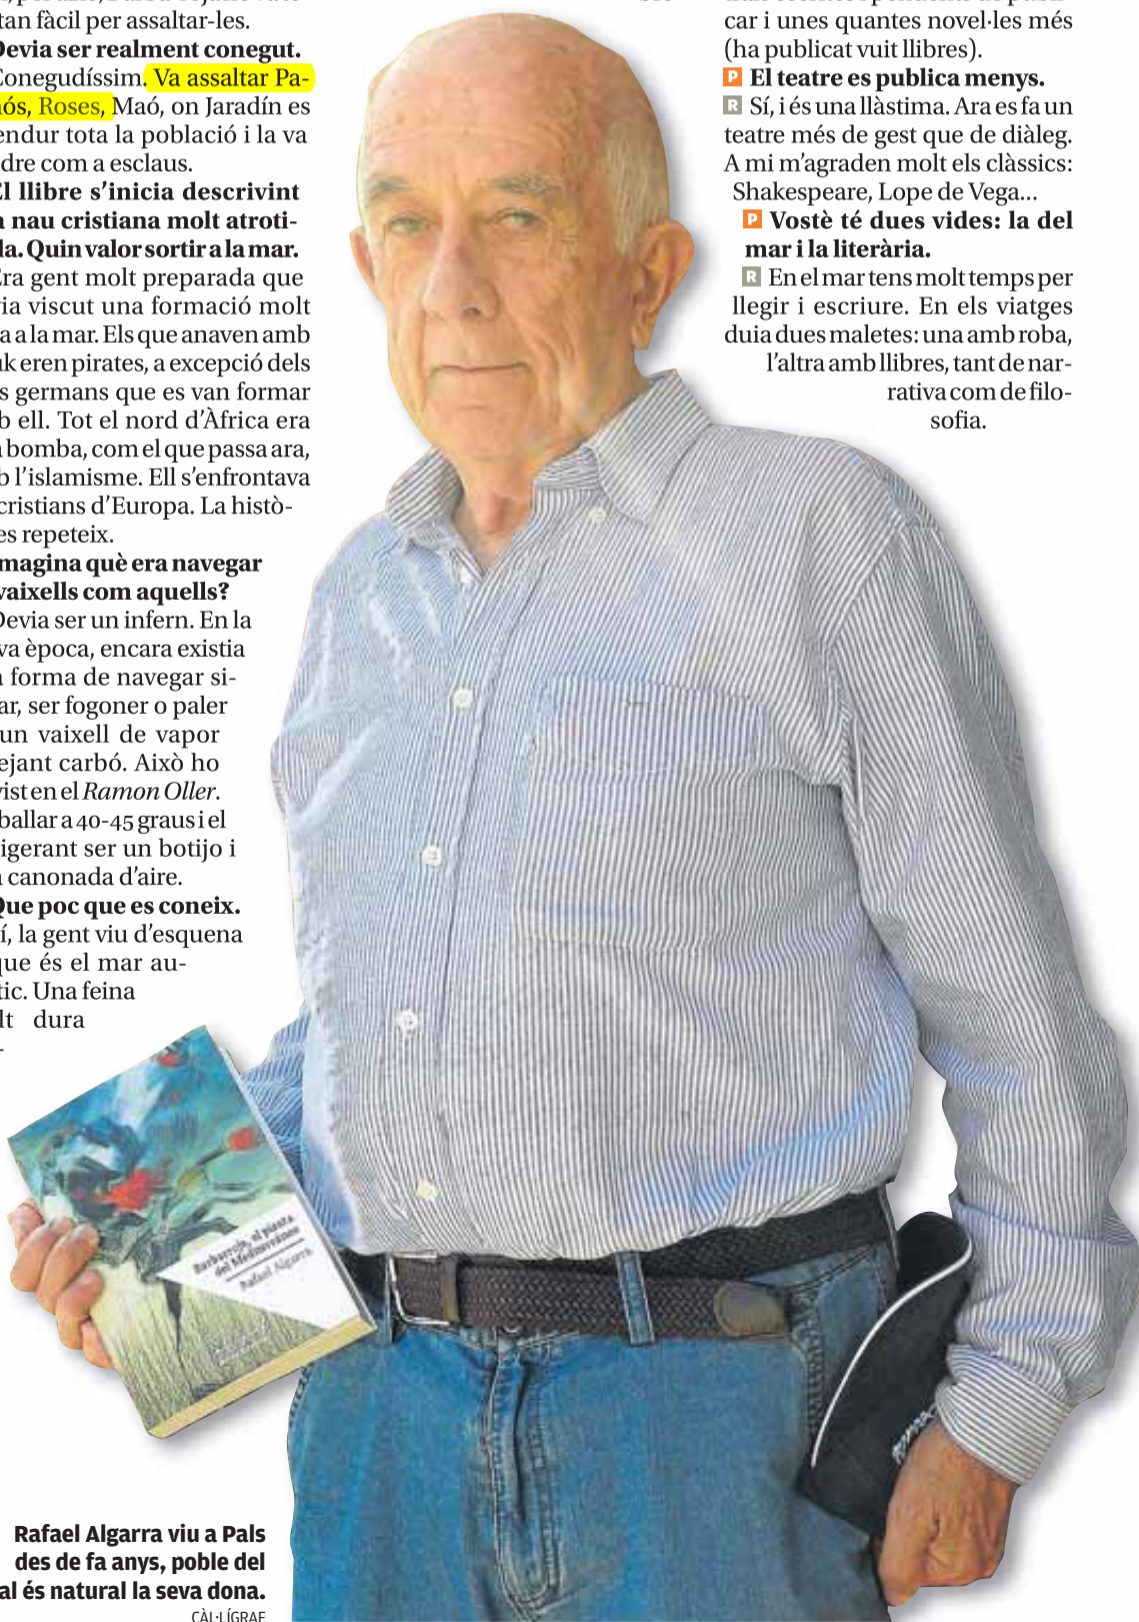 tan fàcil per assaltar-les.
Devia ser realment conegut.
Conegudíssim. Va assaltar Pa-
mós, Roses, Maó, on Jaradín es
endur tota la població i la va
dre com a esclaus.
El llibre s’inicia descrivint
a nau cristiana molt atroti-
da. Quin valor sortir a la mar.
Era gent molt preparada que
via viscut una formació molt
a a la mar. Els que anaven amb
uk eren pirates, a excepció dels
s germans que es van formar
b ell. Tot el nord d’Àfrica era
a bomba, com el que passa ara,
b l’islamisme. Ell s’enfrontava
cristians d’Europa. La histò-
es repeteix.
magina què era navegar
vaixells com aquells?
Devia ser un infern. En la
va època, encara existia
a forma de navegar si-
ar, ser fogoner o paler
un vaixell de vapor
ejant carbó. Això ho
vist en el Ramon Oller.
ballar a 40-45 graus i el
igerant ser un botijo i
a canonada d’aire.
Que poc que es coneix.
í, la gent viu d’esquena
que és el mar au-
tic. Una feina
lt dura
car i unes quantes novel·les més
(ha publicat vuit llibres).
P El teatre es publica menys.
R Sí, i és una llàstima. Ara es fa un
teatre més de gest que de diàleg.
A mi m’agraden molt els clàssics:
Shakespeare, Lope de Vega...
P Vostè té dues vides: la del
mar i la literària.
R En el mar tens molt temps per
llegir i escriure. En els viatges
duia dues maletes: una amb roba,
l’altra amb llibres, tant de nar-
rativa com de filo-
sofia.
Barbarroja, el pirata
del Mediterráneo
Rafael Algarra
Rafael Algarra viu a Pals
des de fa anys, poble del
al és natural la seva dona.
CÀL·LÍGRAF